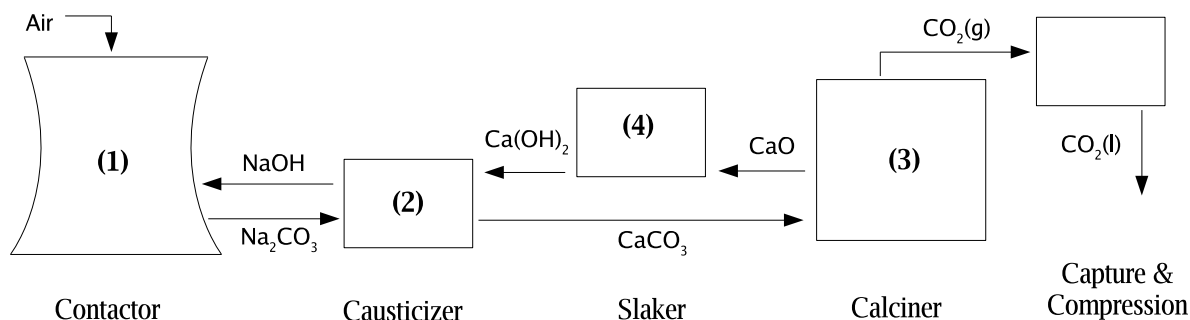 Air
CO₂(g)
(1)
(2)
(4)
(3)
NaOH
Na₂CO₃
Ca(OH)₂
CaO
CaCO₃
CO₂(l)
Contactor
Causticizer
Slaker
Calciner
Capture &
Compression